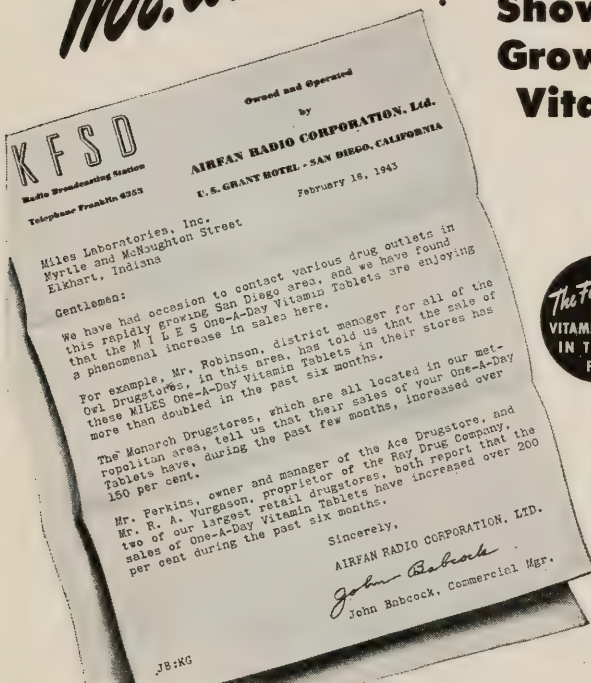 Show
Grow
Vita
KFSD
Radio Broadcasting Station
Telephone Franklin 6353
Owned and Operated
by
AIRFAN RADIO CORPORATION, Ltd.
U. S. GRANT HOTEL - SAN DIEGO, CALIFORNIA
February 16, 1943
Miles Laboratories, Inc.
Myrtle and McNaughton Street
Elkhart, Indiana
Gentlemen:
We have had occasion to contact various drug outlets in
this rapidly growing San Diego area, and we have found
that the M I L E S One-A-Day Vitamin Tablets are enjoying
a phenomenal increase in sales here.
For example, Mr. Robinson, district manager for all of the
Owl Drugstores, in this area, has told us that the sale of
these MILES One-A-Day Vitamin Tablets in their stores has
more than doubled in the past six months.
The Monarch Drugstores, which are all located in our met-
ropolitan area, tell us that their sales of your One-A-Day
Tablets have, during the past few months, increased over
150 per cent.
Mr. Perkins, owner and manager of the Ace Drugstore, and
Mr. R. A. Vurgason, proprietor of the Ray Drug Company,
two of our largest retail drugstores, both report that the
sales of One-A-Day Vitamin Tablets have increased over 200
per cent during the past six months.
Sincerely,
AIRFAN RADIO CORPORATION, LTD.
John Babcock
John Babcock, Commercial Mgr.
JB:KG
The F
VITAM
IN T